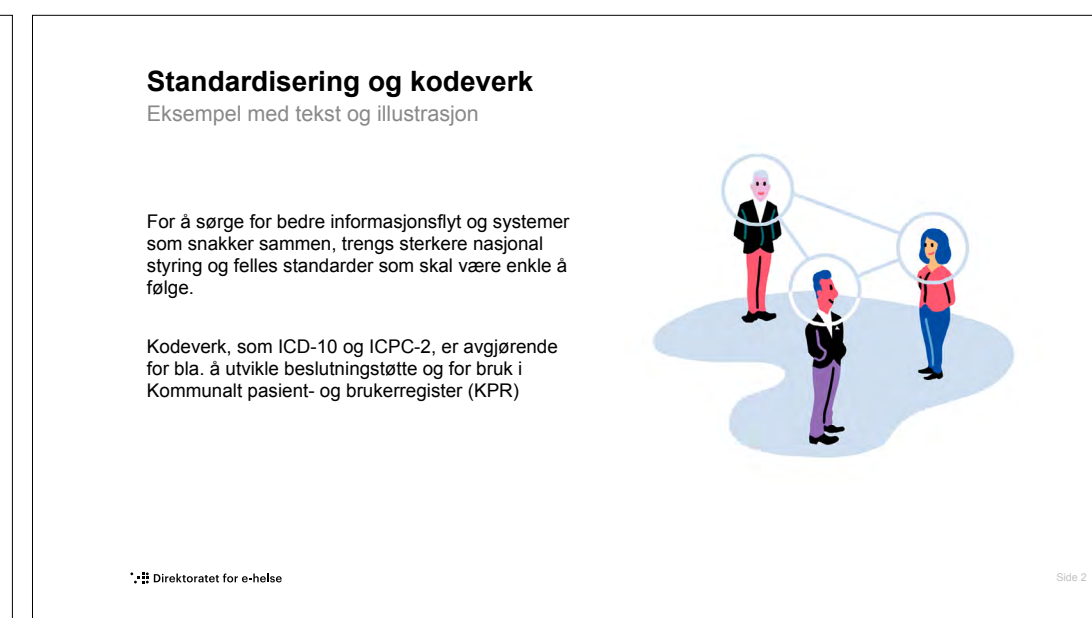 Standardisering og kodeverk
Eksempel med tekst og illustrasjon
For å sørge for bedre informasjonsflyt og systemer
som snakker sammen, trengs sterkere nasjonal
styring og felles standarder som skal være enkle å
følge.
Kodeverk, som ICD-10 og ICPC-2, er avgjørende
for bla. å utvikle beslutningstøtte og for bruk i
Kommunalt pasient- og brukerregister (KPR)
Direktoratet for e-helse
Side 2